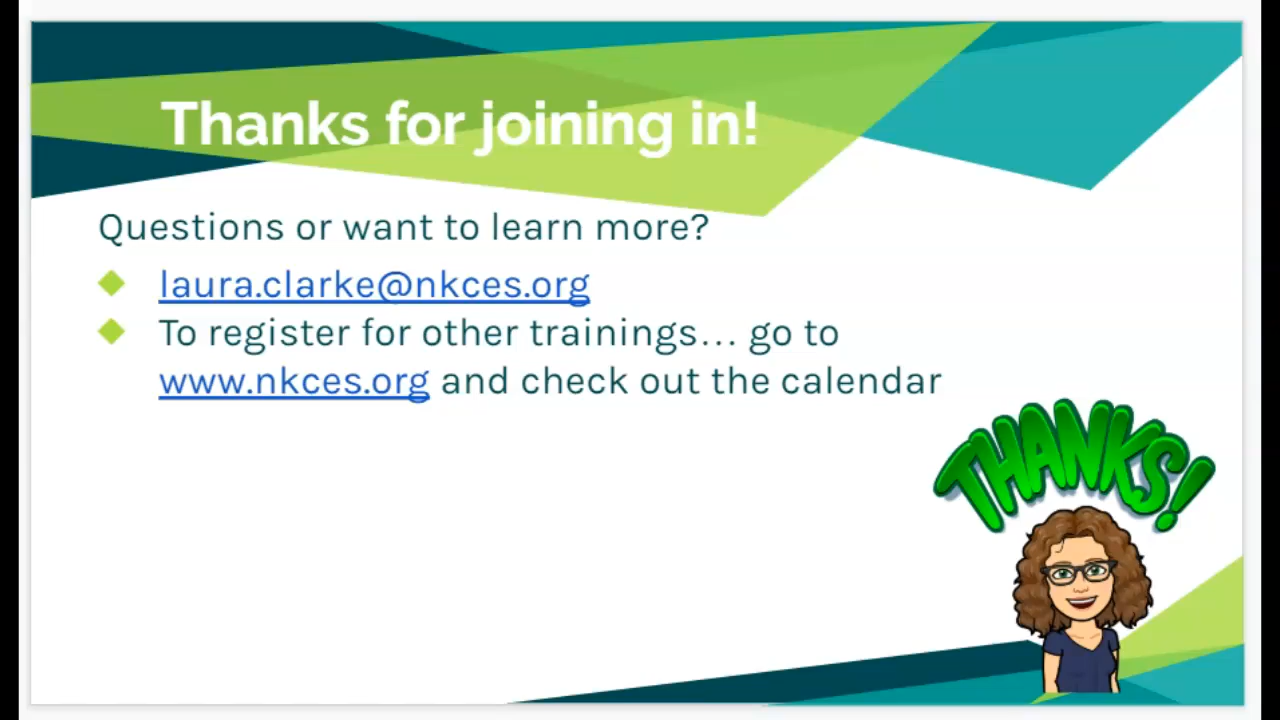 Thanks for joining in!
Questions or want to learn more?
laura.clarke@nkces.org
To register for other trainings... go to
www.nkces.org and check out the calendar
THANKS!